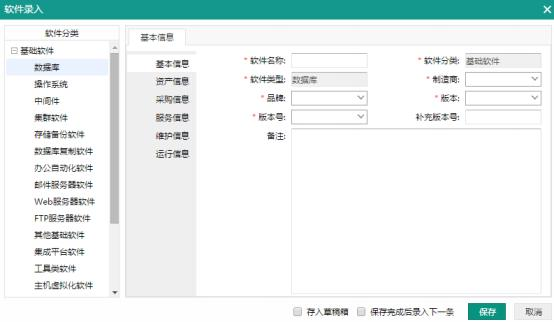 软件录入
软件分类
基础软件
数据库
操作系统
中间件
集群软件
存储备份软件
数据库复制软件
办公自动化软件
邮件服务器软件
Web服务器软件
FTP服务器软件
其他基础软件
集成平台软件
工具类软件
主机虚拟化软件
基本信息
基本信息
资产信息
采购信息
服务信息
维护信息
运行信息
* 软件名称: * 软件分类: 基础软件
* 软件类型: 数据库 * 制造商:
* 品牌: * 版本:
* 版本号: 补充版本号:
备注:
存入草稿箱 保存完成后录入下一条 保存 取消